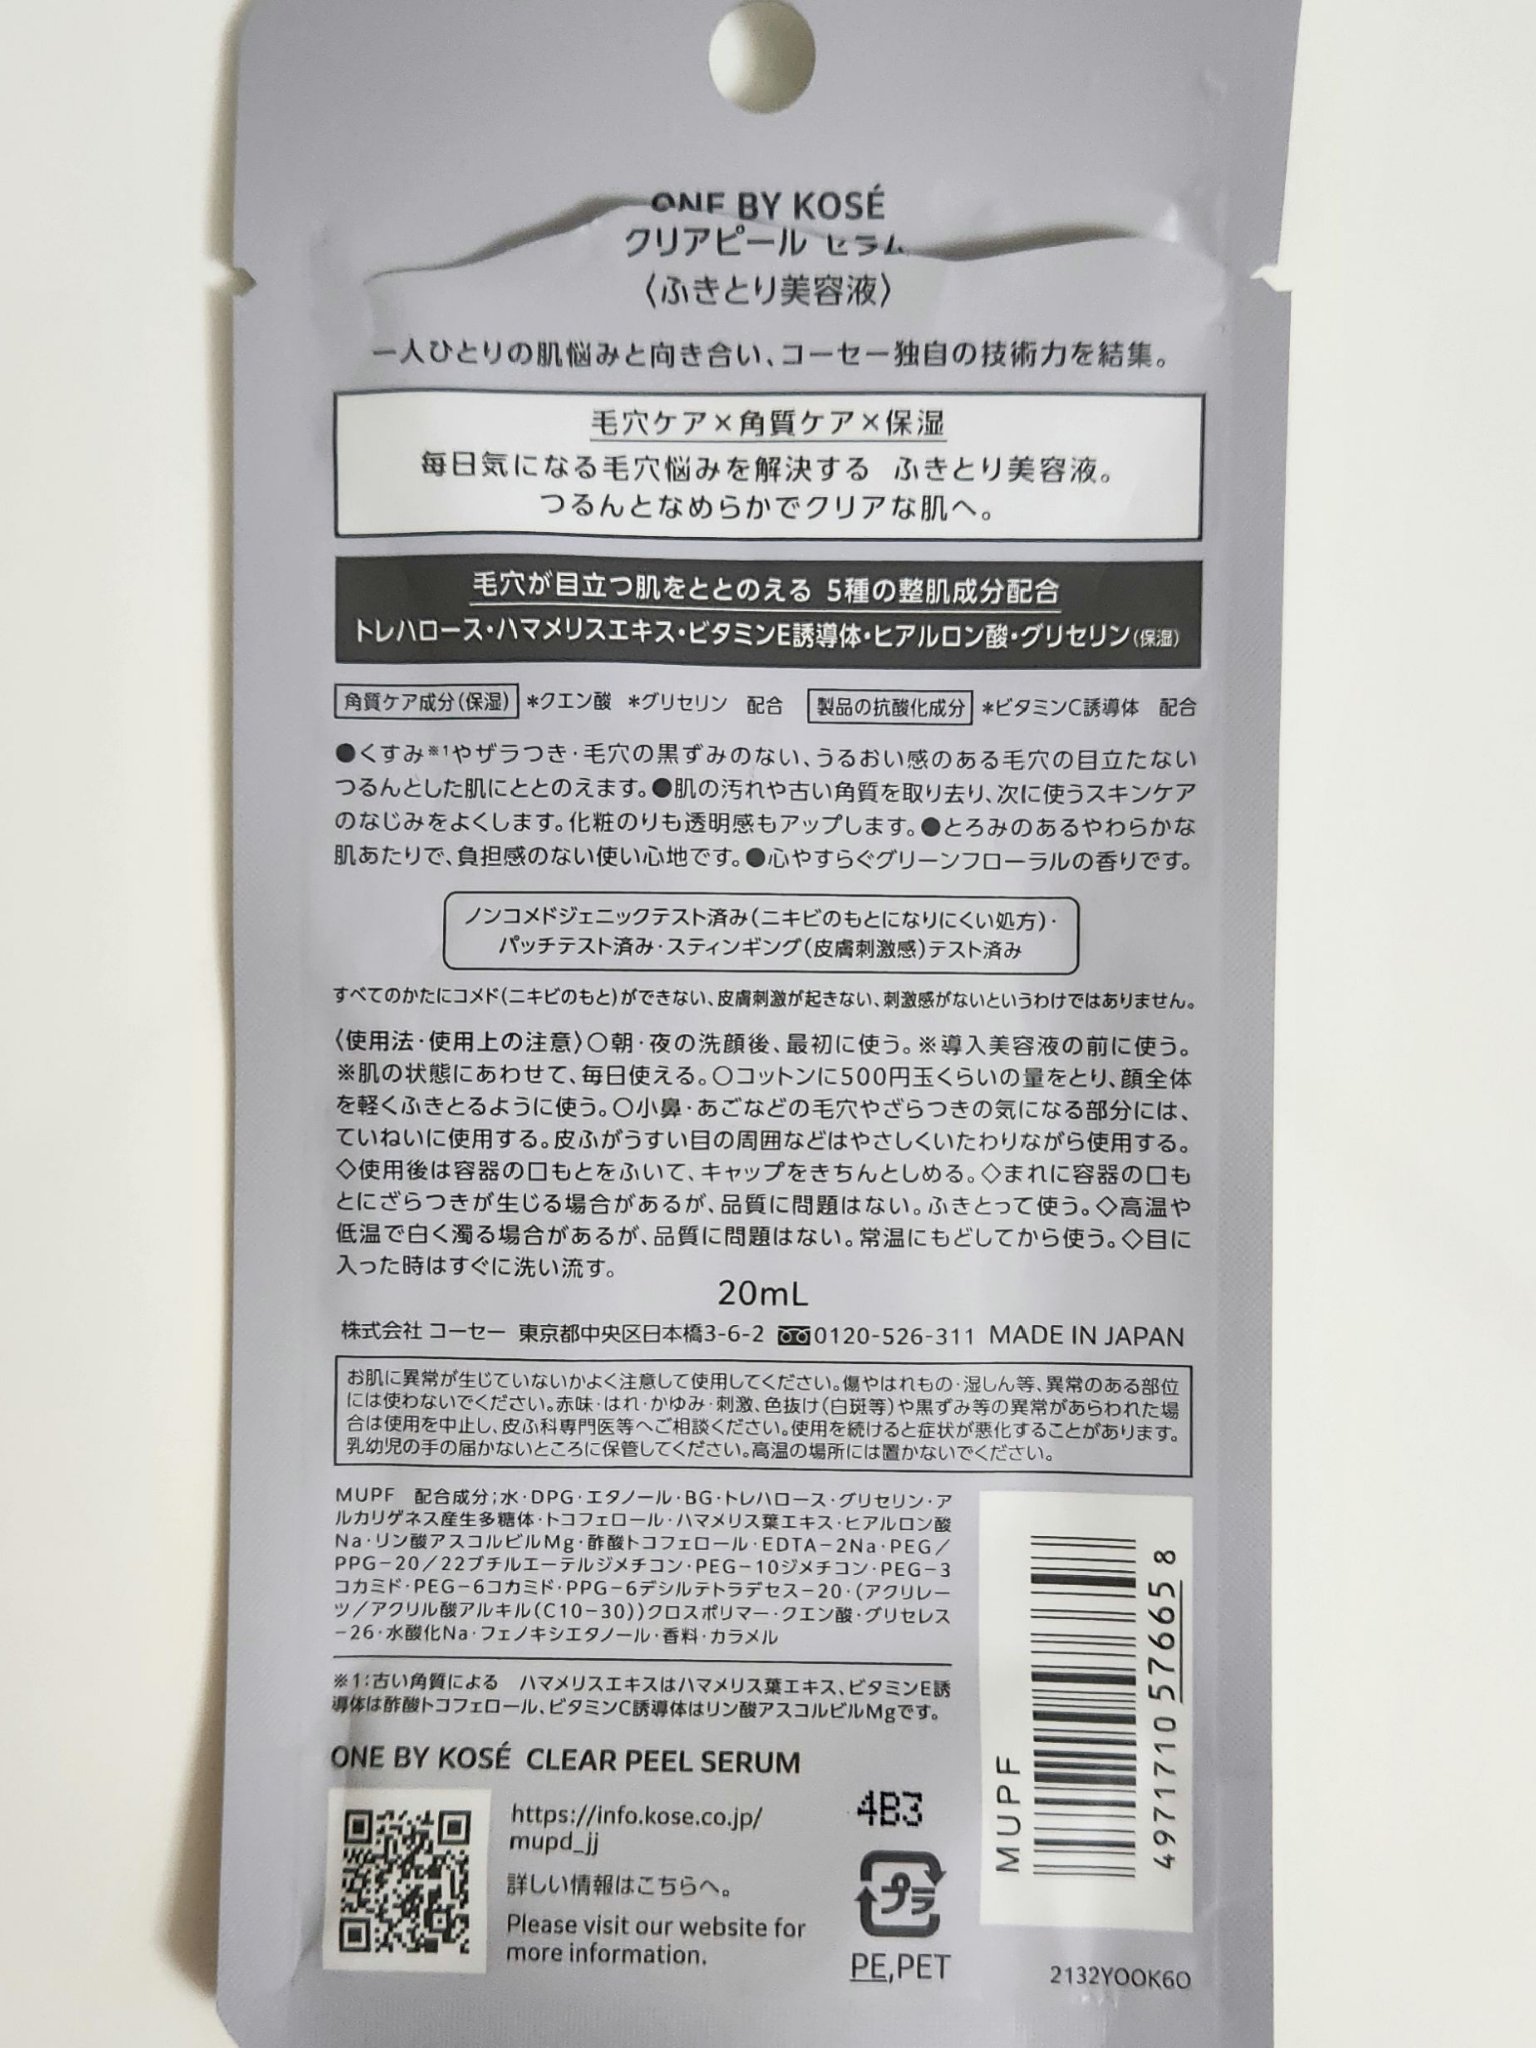 ONE BY KOSÉ
クリアピール セラム
〈ふきとり美容液〉
一人ひとりの肌悩みと向き合い、コーセー独自の技術力を結集。
毛穴ケア×角質ケア×保湿
毎日気になる毛穴悩みを解決する ふきとり美容液。
つるんとなめらかでクリアな肌へ。
毛穴が目立つ肌をととのえる 5種の整肌成分配合
トレハロース・ハマメリスエキス・ビタミンE誘導体・ヒアルロン酸・グリセリン(保湿)
角質ケア成分(保湿) *クエン酸 *グリセリン 配合 製品の抗酸化成分 *ビタミンC誘導体 配合
●くすみ※1やザラつき・毛穴の黒ずみのない、うるおい感のある毛穴の目立たない
つるんとした肌にととのえます。●肌の汚れや古い角質を取り去り、次に使うスキンケア
のなじみをよくします。化粧のりも透明感もアップします。●とろみのあるやわらかな
肌あたりで、負担感のない使い心地です。●心やすらぐグリーンフローラルの香りです。
ノンコメドジェニックテスト済み(ニキビのもとになりにくい処方)・
パッチテスト済み・スティンギング(皮膚刺激感)テスト済み
すべてのかたにコメド(ニキビのもと)ができない、皮膚刺激が起きない、刺激感がないというわけではありません。
〈使用法・使用上の注意〉○朝・夜の洗顔後、最初に使う。※導入美容液の前に使う。
※肌の状態にあわせて、毎日使える。○コットンに500円玉くらいの量をとり、顔全体
を軽くふきとるように使う。○小鼻・あごなどの毛穴やざらつきの気になる部分には、
ていねいに使用する。皮ふがうすい目の周囲などはやさしくいたわりながら使用する。
◇使用後は容器の口もとをふいて、キャップをきちんとしめる。◇まれに容器の口も
とにざらつきが生じる場合があるが、品質に問題はない。ふきとって使う。◇高温や
低温で白く濁る場合があるが、品質に問題はない。常温にもどしてから使う。◇目に
入った時はすぐに洗い流す。
20mL
株式会社 コーセー 東京都中央区日本橋3-6-2 0120-526-311 MADE IN JAPAN
お肌に異常が生じていないかよく注意して使用してください。傷やはれもの・湿しん等、異常のある部位
には使わないでください。赤味・はれ・かゆみ・刺激、色抜け(白斑等)や黒ずみ等の異常があらわれた場
合は使用を中止し、皮ふ科専門医等へご相談ください。使用を続けると症状が悪化することがあります。
乳幼児の手の届かないところに保管してください。高温の場所には置かないでください。
MUPF 配合成分;水・DPG・エタノール・BG・トレハロース・グリセリン・ア
ルカリゲネス産生多糖体・トコフェロール・ハマメリス葉エキス・ヒアルロン酸
Na・リン酸アスコルビルMg・酢酸トコフェロール・EDTA-2Na・PEG/
PPG-20/22ブチルエーテルジメチコン・PEG-10ジメチコン・PEG-3
コカミド・PEG-6コカミド・PPG-6デシルテトラデセス-20・(アクリレー
ツ/アクリル酸アルキル(C10-30))クロスポリマー・クエン酸・グリセレス
-26・水酸化Na・フェノキシエタノール・香料・カラメル
※1:古い角質による ハマメリスエキスはハマメリス葉エキス、ビタミンE誘
導体は酢酸トコフェロール、ビタミンC誘導体はリン酸アスコルビルMgです。
ONE BY KOSÉ CLEAR PEEL SERUM
https://info.kose.co.jp/
mupd_jj
詳しい情報はこちらへ。
Please visit our website for
more information.
4B3
プラ
PE,PET
MUPF
4971710576658
2132YOOK6O